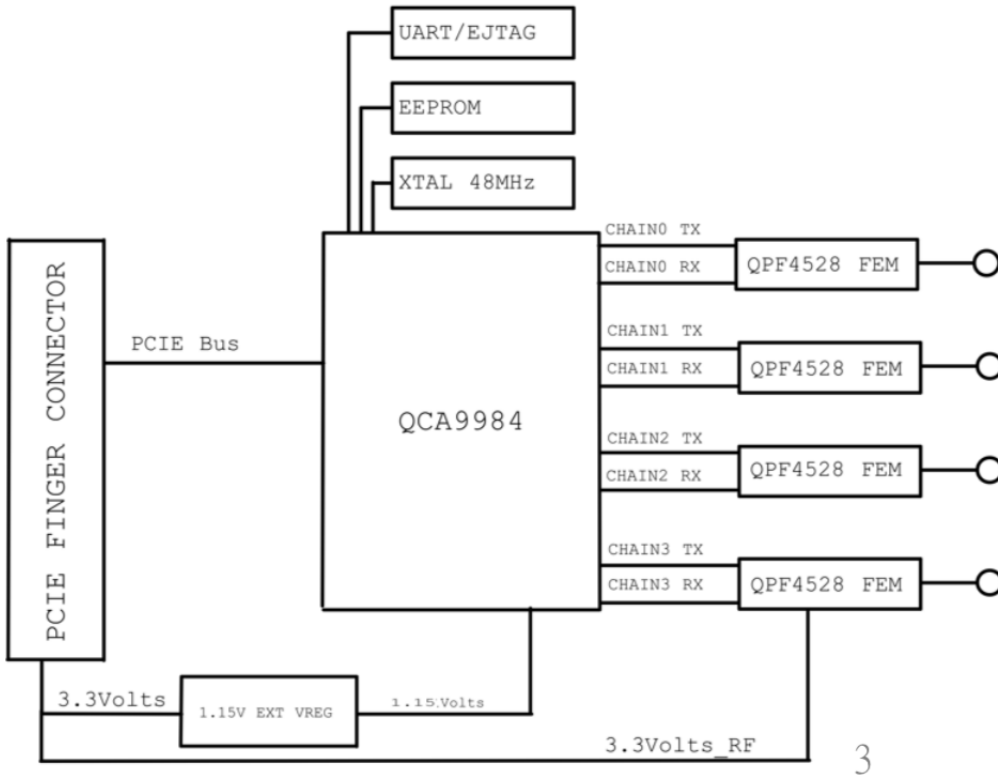 UART/EJTAG
EEPROM
XTAL 48MHz
CHAIN0 TX
CHAIN0 RX
QPF4528 FEM
PCIE FINGER CONNECTOR
PCIE Bus
QCA9984
CHAIN1 TX
CHAIN1 RX
QPF4528 FEM
CHAIN2 TX
CHAIN2 RX
QPF4528 FEM
CHAIN3 TX
CHAIN3 RX
QPF4528 FEM
3.3Volts
1.15V EXT VREG
1.15Volts
3.3Volts_RF
3